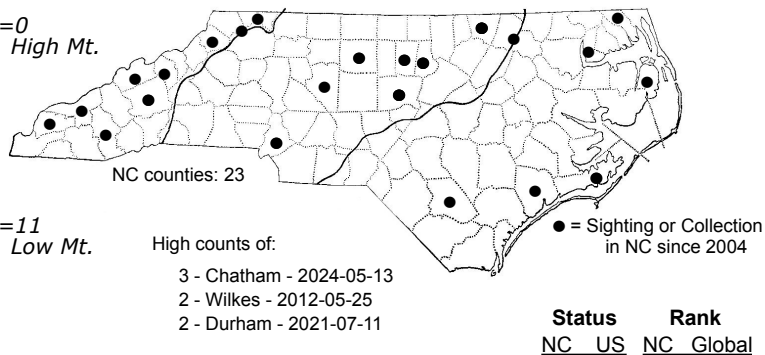 =0
High Mt.
NC counties: 23
=11
Low Mt.
High counts of:
3 - Chatham - 2024-05-13
2 - Wilkes - 2012-05-25
2 - Durham - 2021-07-11
● = Sighting or Collection
in NC since 2004
Status Rank
NC US NC Global